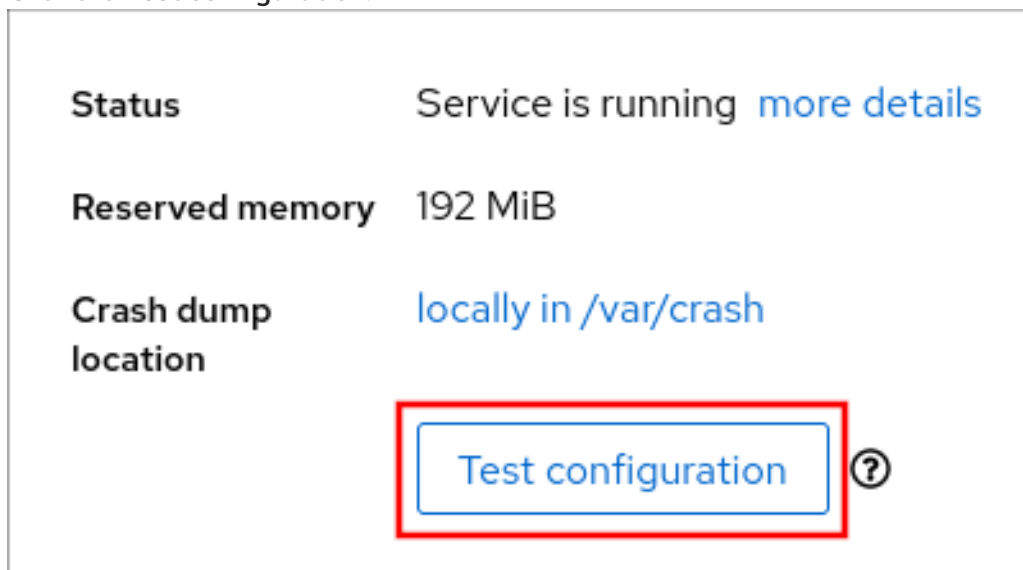 Status Service is running more details
Reserved memory 192 MiB
Crash dump locally in /var/crash
location
Test configuration ?